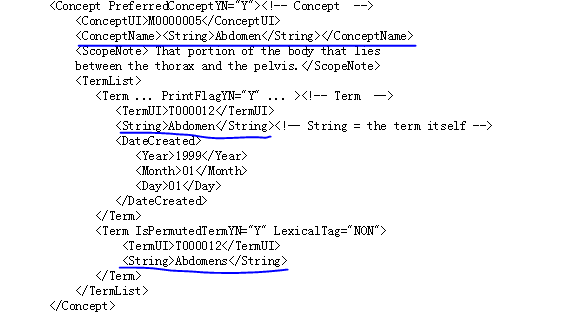 <Concept PreferredConceptYN="Y"><!-- Concept  -->
<ConceptUI>M0000005</ConceptUI>
<ConceptName><String>Abdomen</String></ConceptName>
<ScopeNote> That portion of the body that lies
between the thorax and the pelvis.</ScopeNote>
<TermList>
<Term ... PrintFlagYN="Y" ... ><!-- Term  -->
<TermUI>T000012</TermUI>
<String>Abdomen</String><!-- String = the term itself -->
<DateCreated>
<Year>1999</Year>
<Month>01</Month>
<Day>01</Day>
</DateCreated>
</Term>
<Term IsPermutedTermYN="Y" LexicalTag="NON">
<TermUI>T000012</TermUI>
<String>Abdomens</String>
</Term>
</TermList>
</Concept>